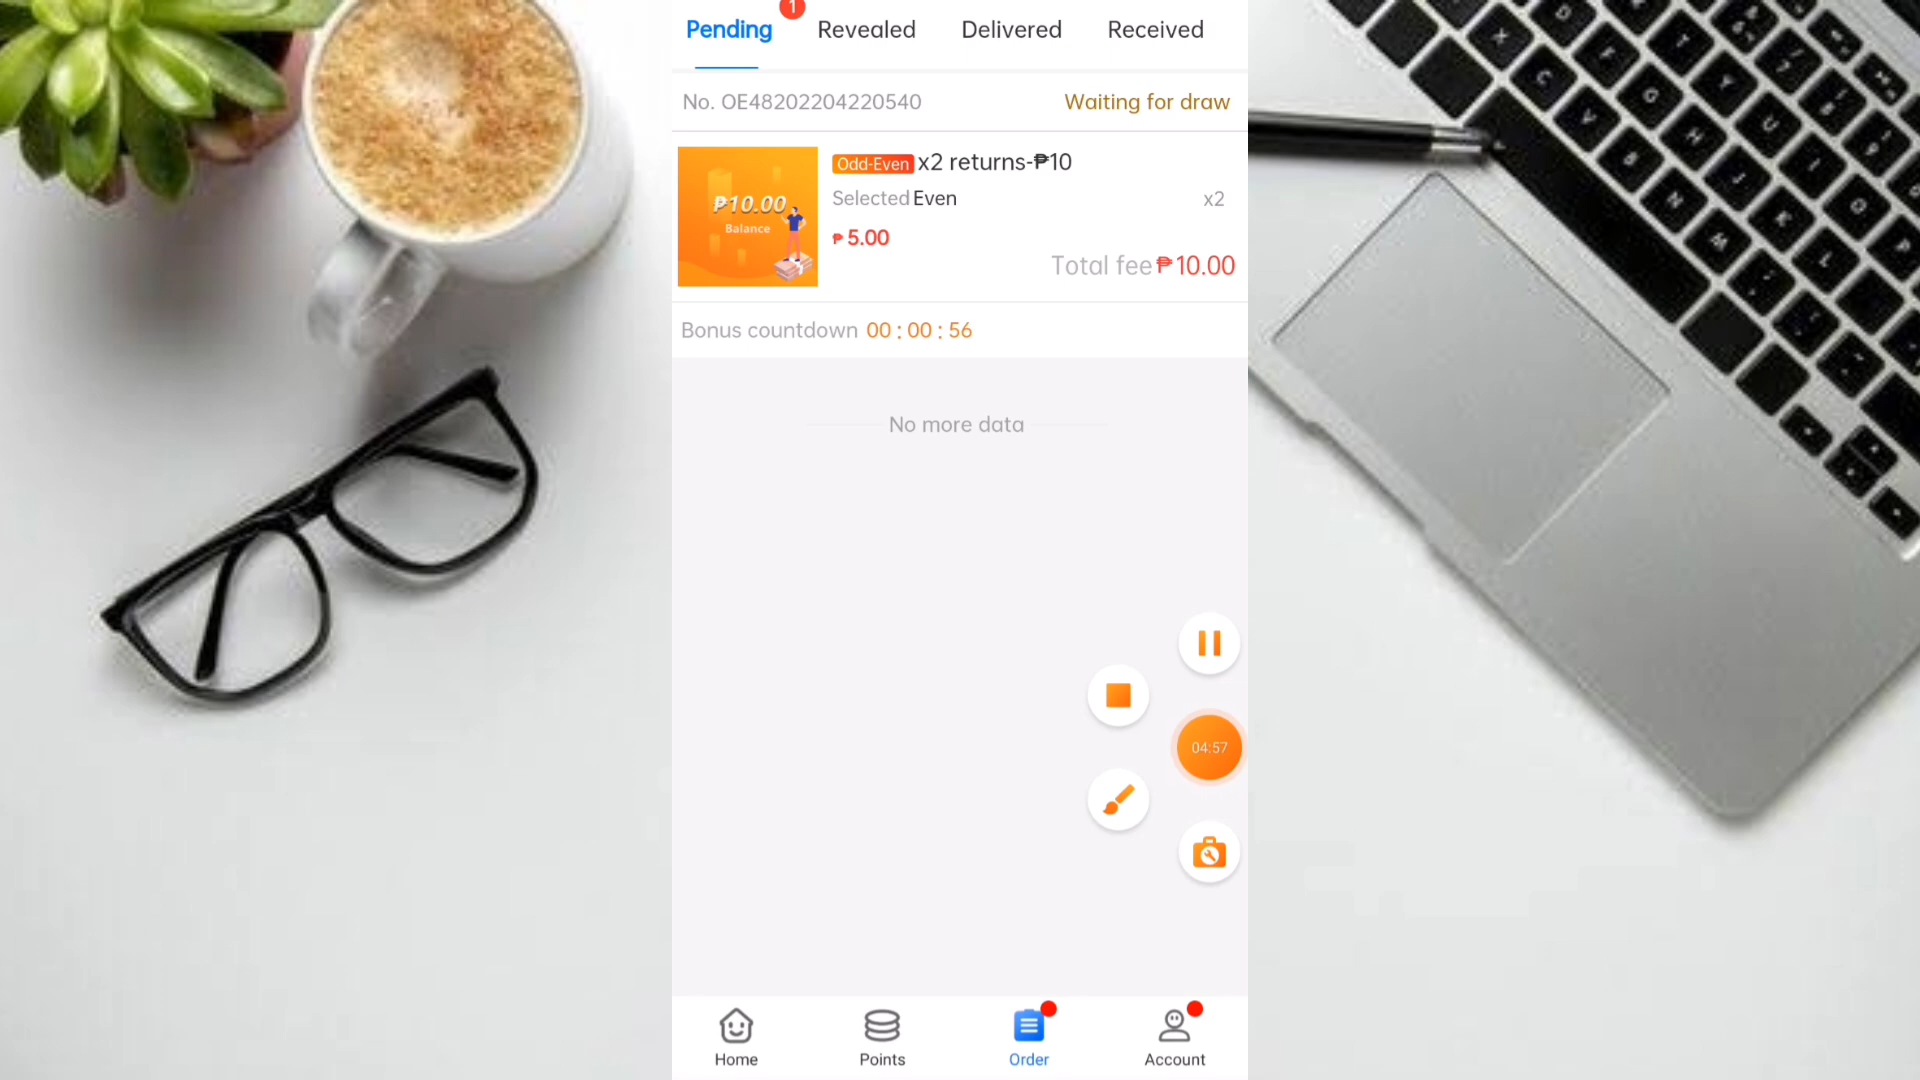 Pending 1 Revealed Delivered Received
No. OE48202204220540 Waiting for draw
Odd-Even x2 returns-₱10
₱10.00
Balance
Selected Even x2
₱ 5.00
Total fee ₱10.00
Bonus countdown 00 : 00 : 56
No more data
04:57
Home Points Order Account